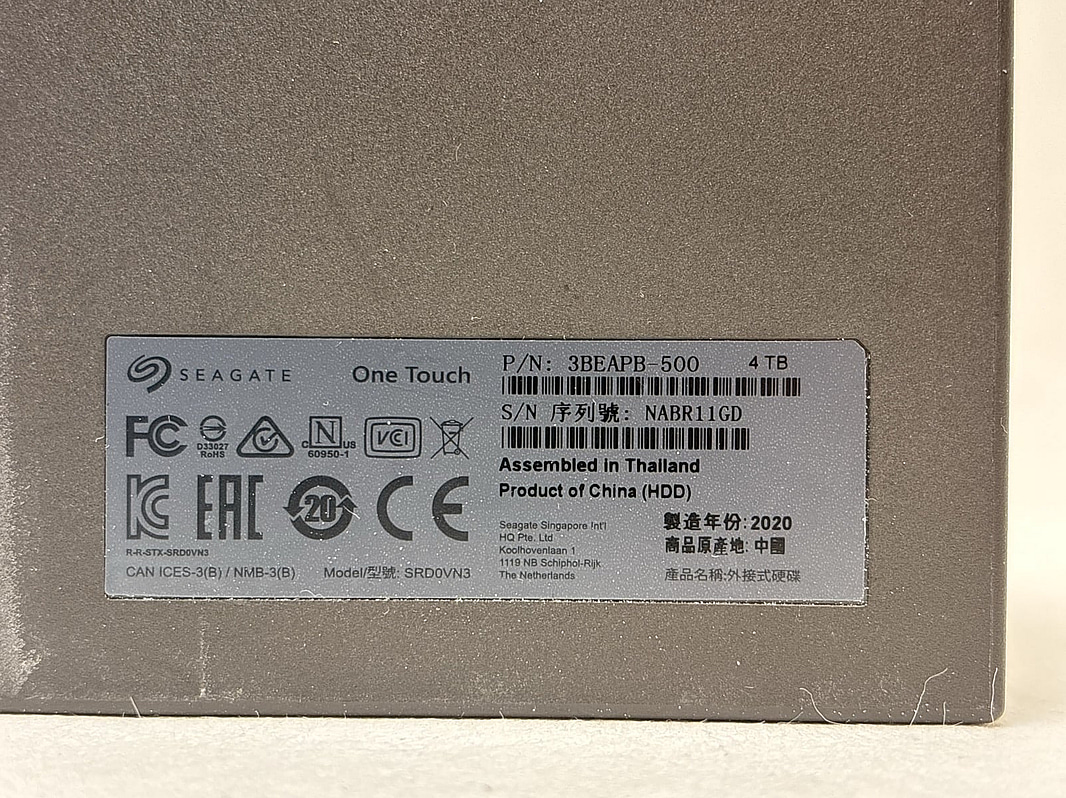 SEAGATE One Touch
P/N: 3BEAPB-500 4 TB
S/N 序列號: NABR11GD
FC D33027 RoHS c N US 60950-1 VCI
Assembled in Thailand
Product of China (HDD)
EAC 20 CE
R-R-STX-SRD0VN3
CAN ICES-3(B) / NMB-3(B) Model/型號: SRD0VN3
Seagate Singapore Int'l
HQ Pte. Ltd
Koolhovenlaan 1
1119 NB Schiphol-Rijk
The Netherlands
製造年份: 2020
商品原產地: 中國
產品名稱:外接式硬碟